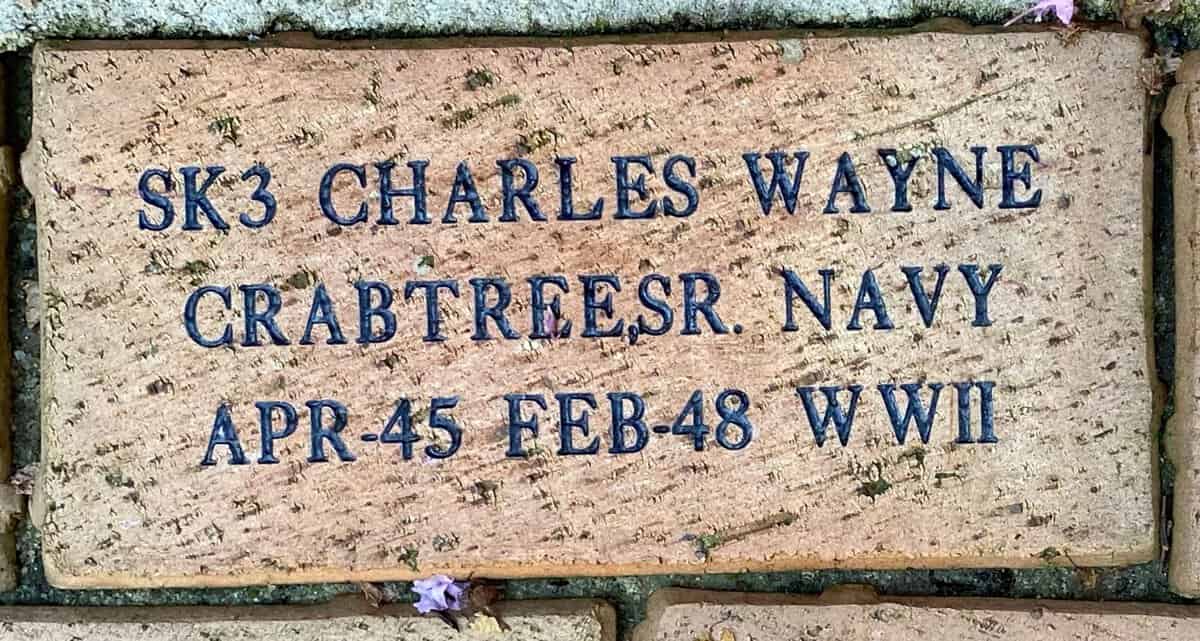 SK3 CHARLES WAYNE
CRABTREE,SR. NAVY
APR-45 FEB-48 WWII